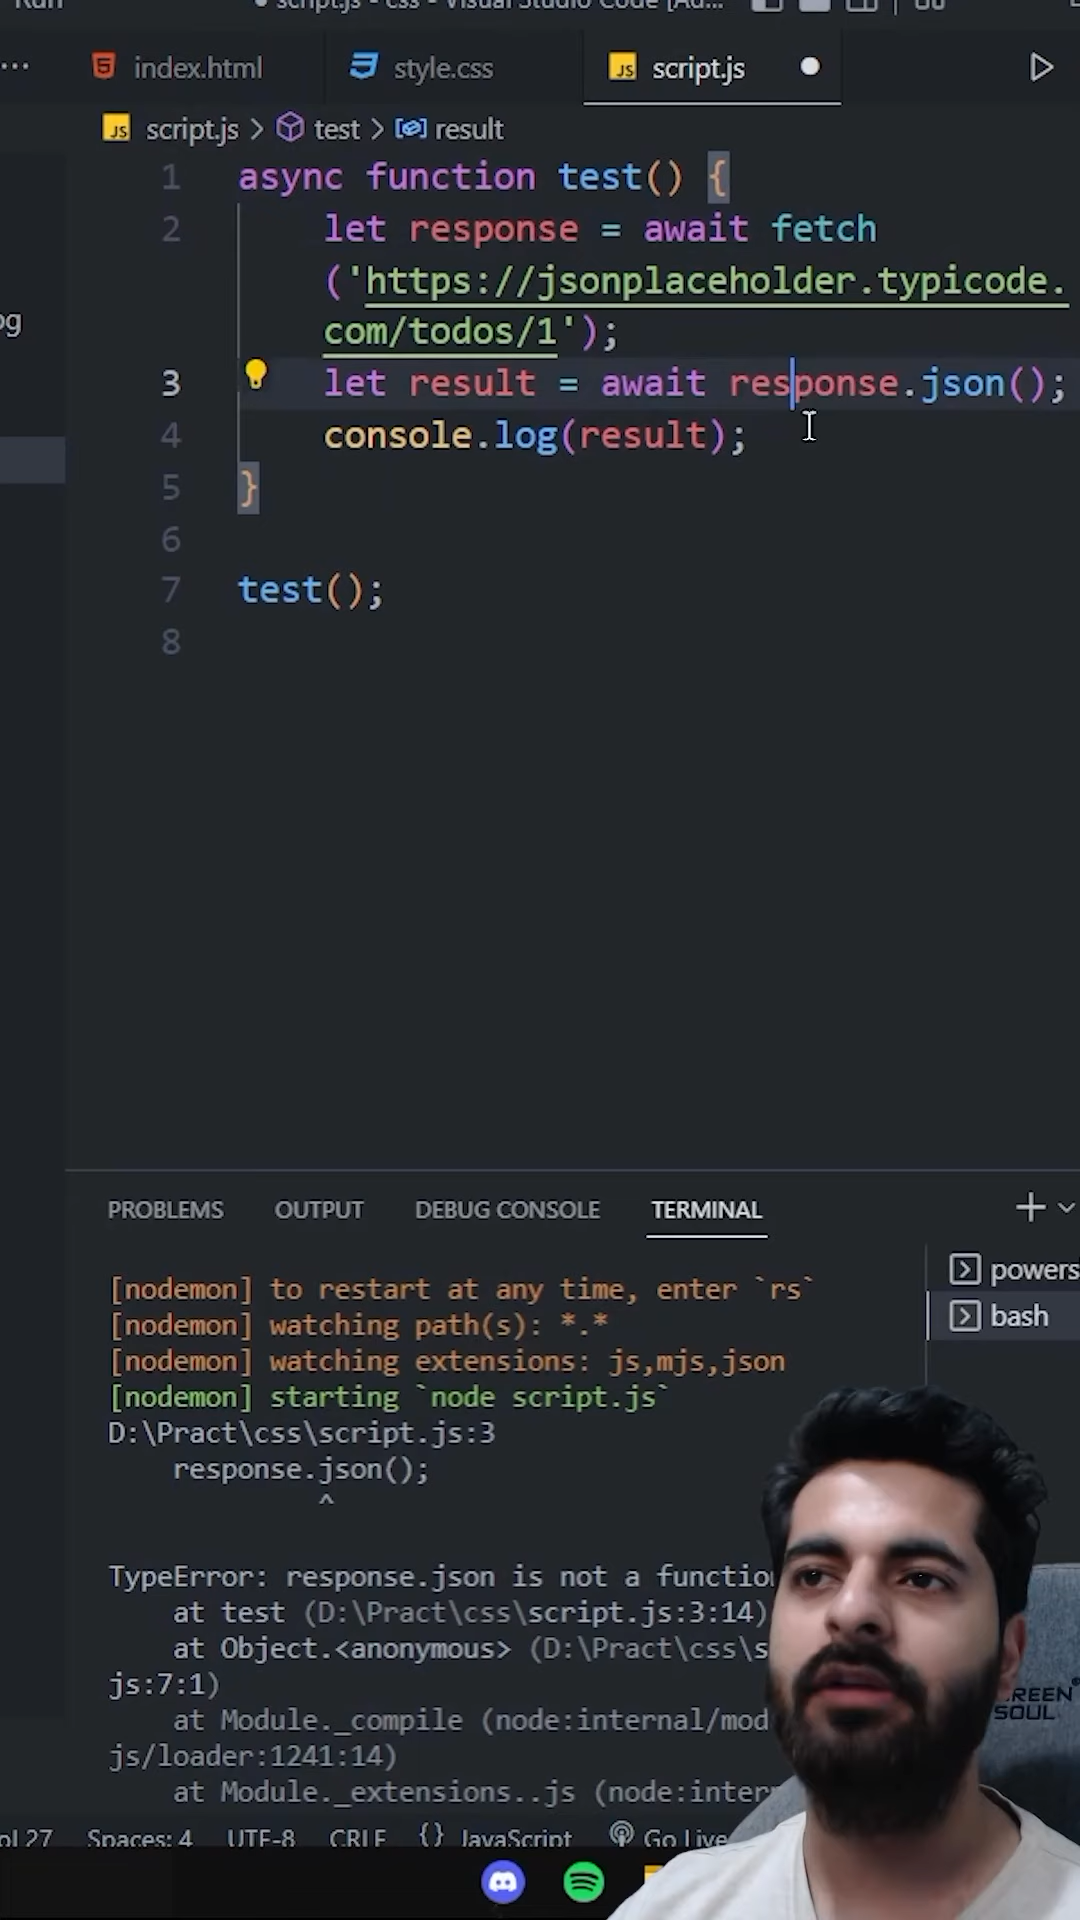 script.js - css - Visual Studio Code [Ad...
... index.html style.css script.js
script.js > test > result
1 async function test() {
2 let response = await fetch
('https://jsonplaceholder.typicode.
com/todos/1');
3 let result = await response.json();
4 console.log(result);
5 }
6
7 test();
8
PROBLEMS OUTPUT DEBUG CONSOLE TERMINAL
[nodemon] to restart at any time, enter `rs`
[nodemon] watching path(s): *.*
[nodemon] watching extensions: js,mjs,json
[nodemon] starting `node script.js`
D:\Pract\css\script.js:3
response.json();
^
TypeError: response.json is not a functio
at test (D:\Pract\css\script.js:3:14)
at Object.<anonymous> (D:\Pract\css\s
js:7:1)
at Module._compile (node:internal/mod
js/loader:1241:14)
at Module._extensions..js (node:inter
powers
bash
REEN
SOUL
ol 27 Spaces: 4 UTF-8 CRLF {} JavaScript Go Live